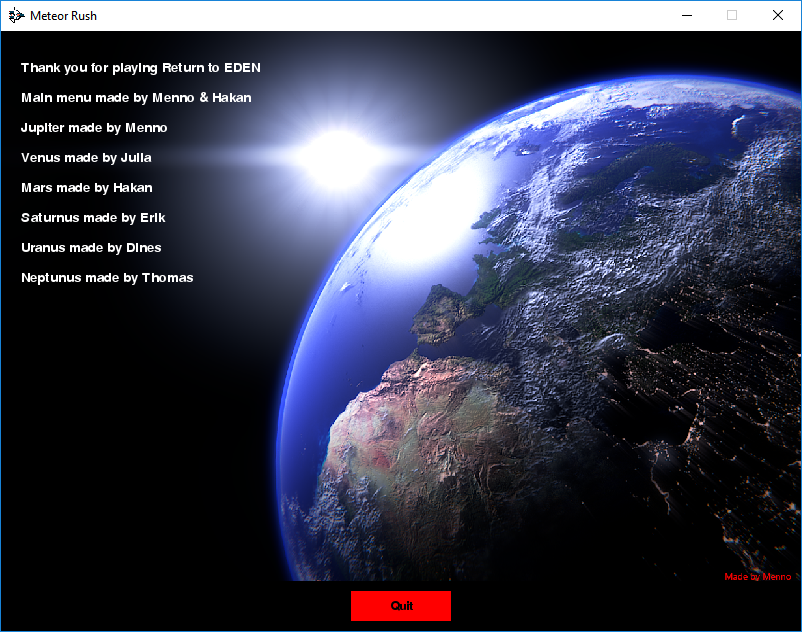 Meteor Rush
Thank you for playing Return to EDEN
Main menu made by Menno & Hakan
Jupiter made by Menno
Venus made by Julia
Mars made by Hakan
Saturnus made by Erik
Uranus made by Dines
Neptunus made by Thomas
Made by Menno
Quit